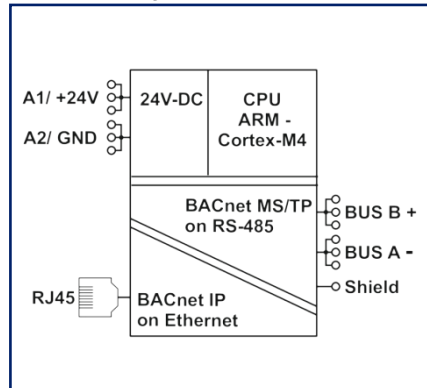 A1/ +24V
A2/ GND
24V-DC
CPU
ARM -
Cortex-M4
BACnet MS/TP
on RS-485
BUS B +
BUS A -
Shield
RJ45
BACnet IP
on Ethernet